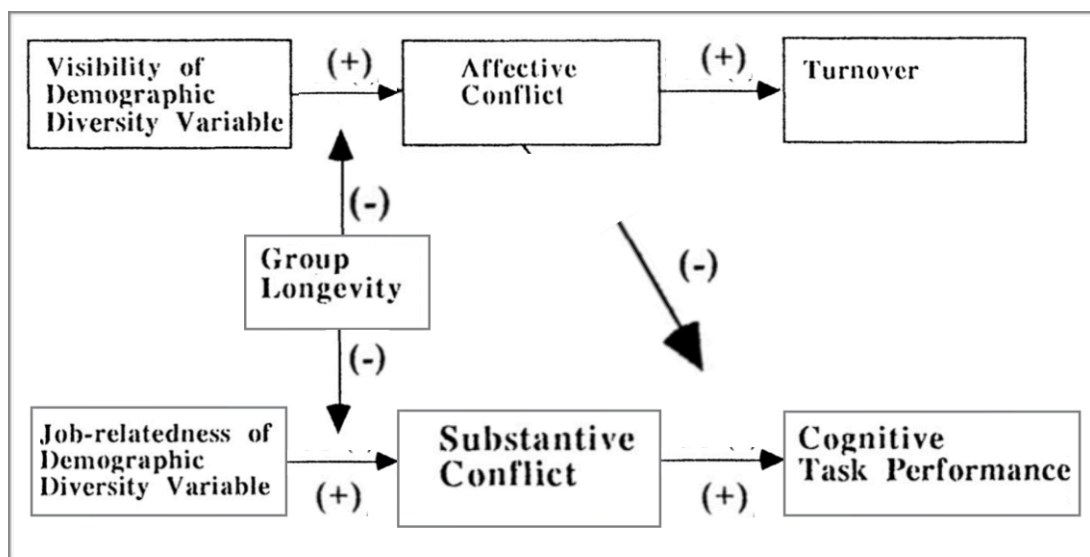 Visibility of
Demographic
Diversity Variable
(+)
Affective
Conflict
(+)
Turnover
(-)
Group
Longevity
(-)
(-)
Job-relatedness of
Demographic
Diversity Variable
(+)
Substantive
Conflict
(+)
Cognitive
Task Performance